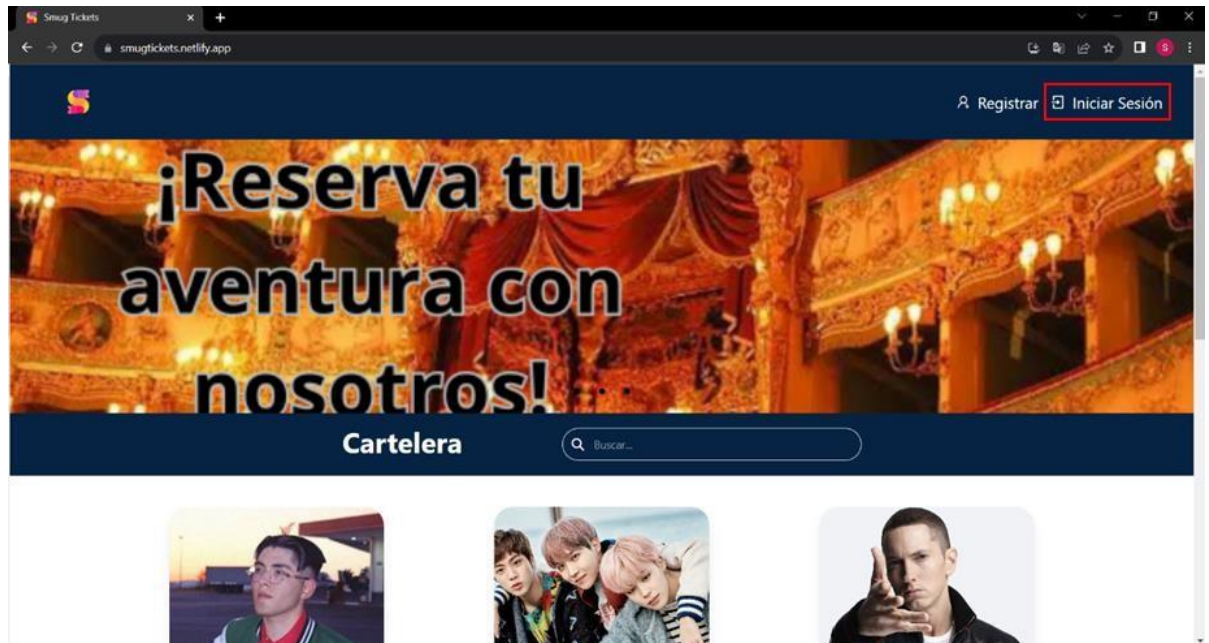 Smug Tickets
smugtickets.netlify.app
S
S
Registrar Iniciar Sesión
¡Reserva tu
aventura con
nosotros!
Cartelera
Buscar...